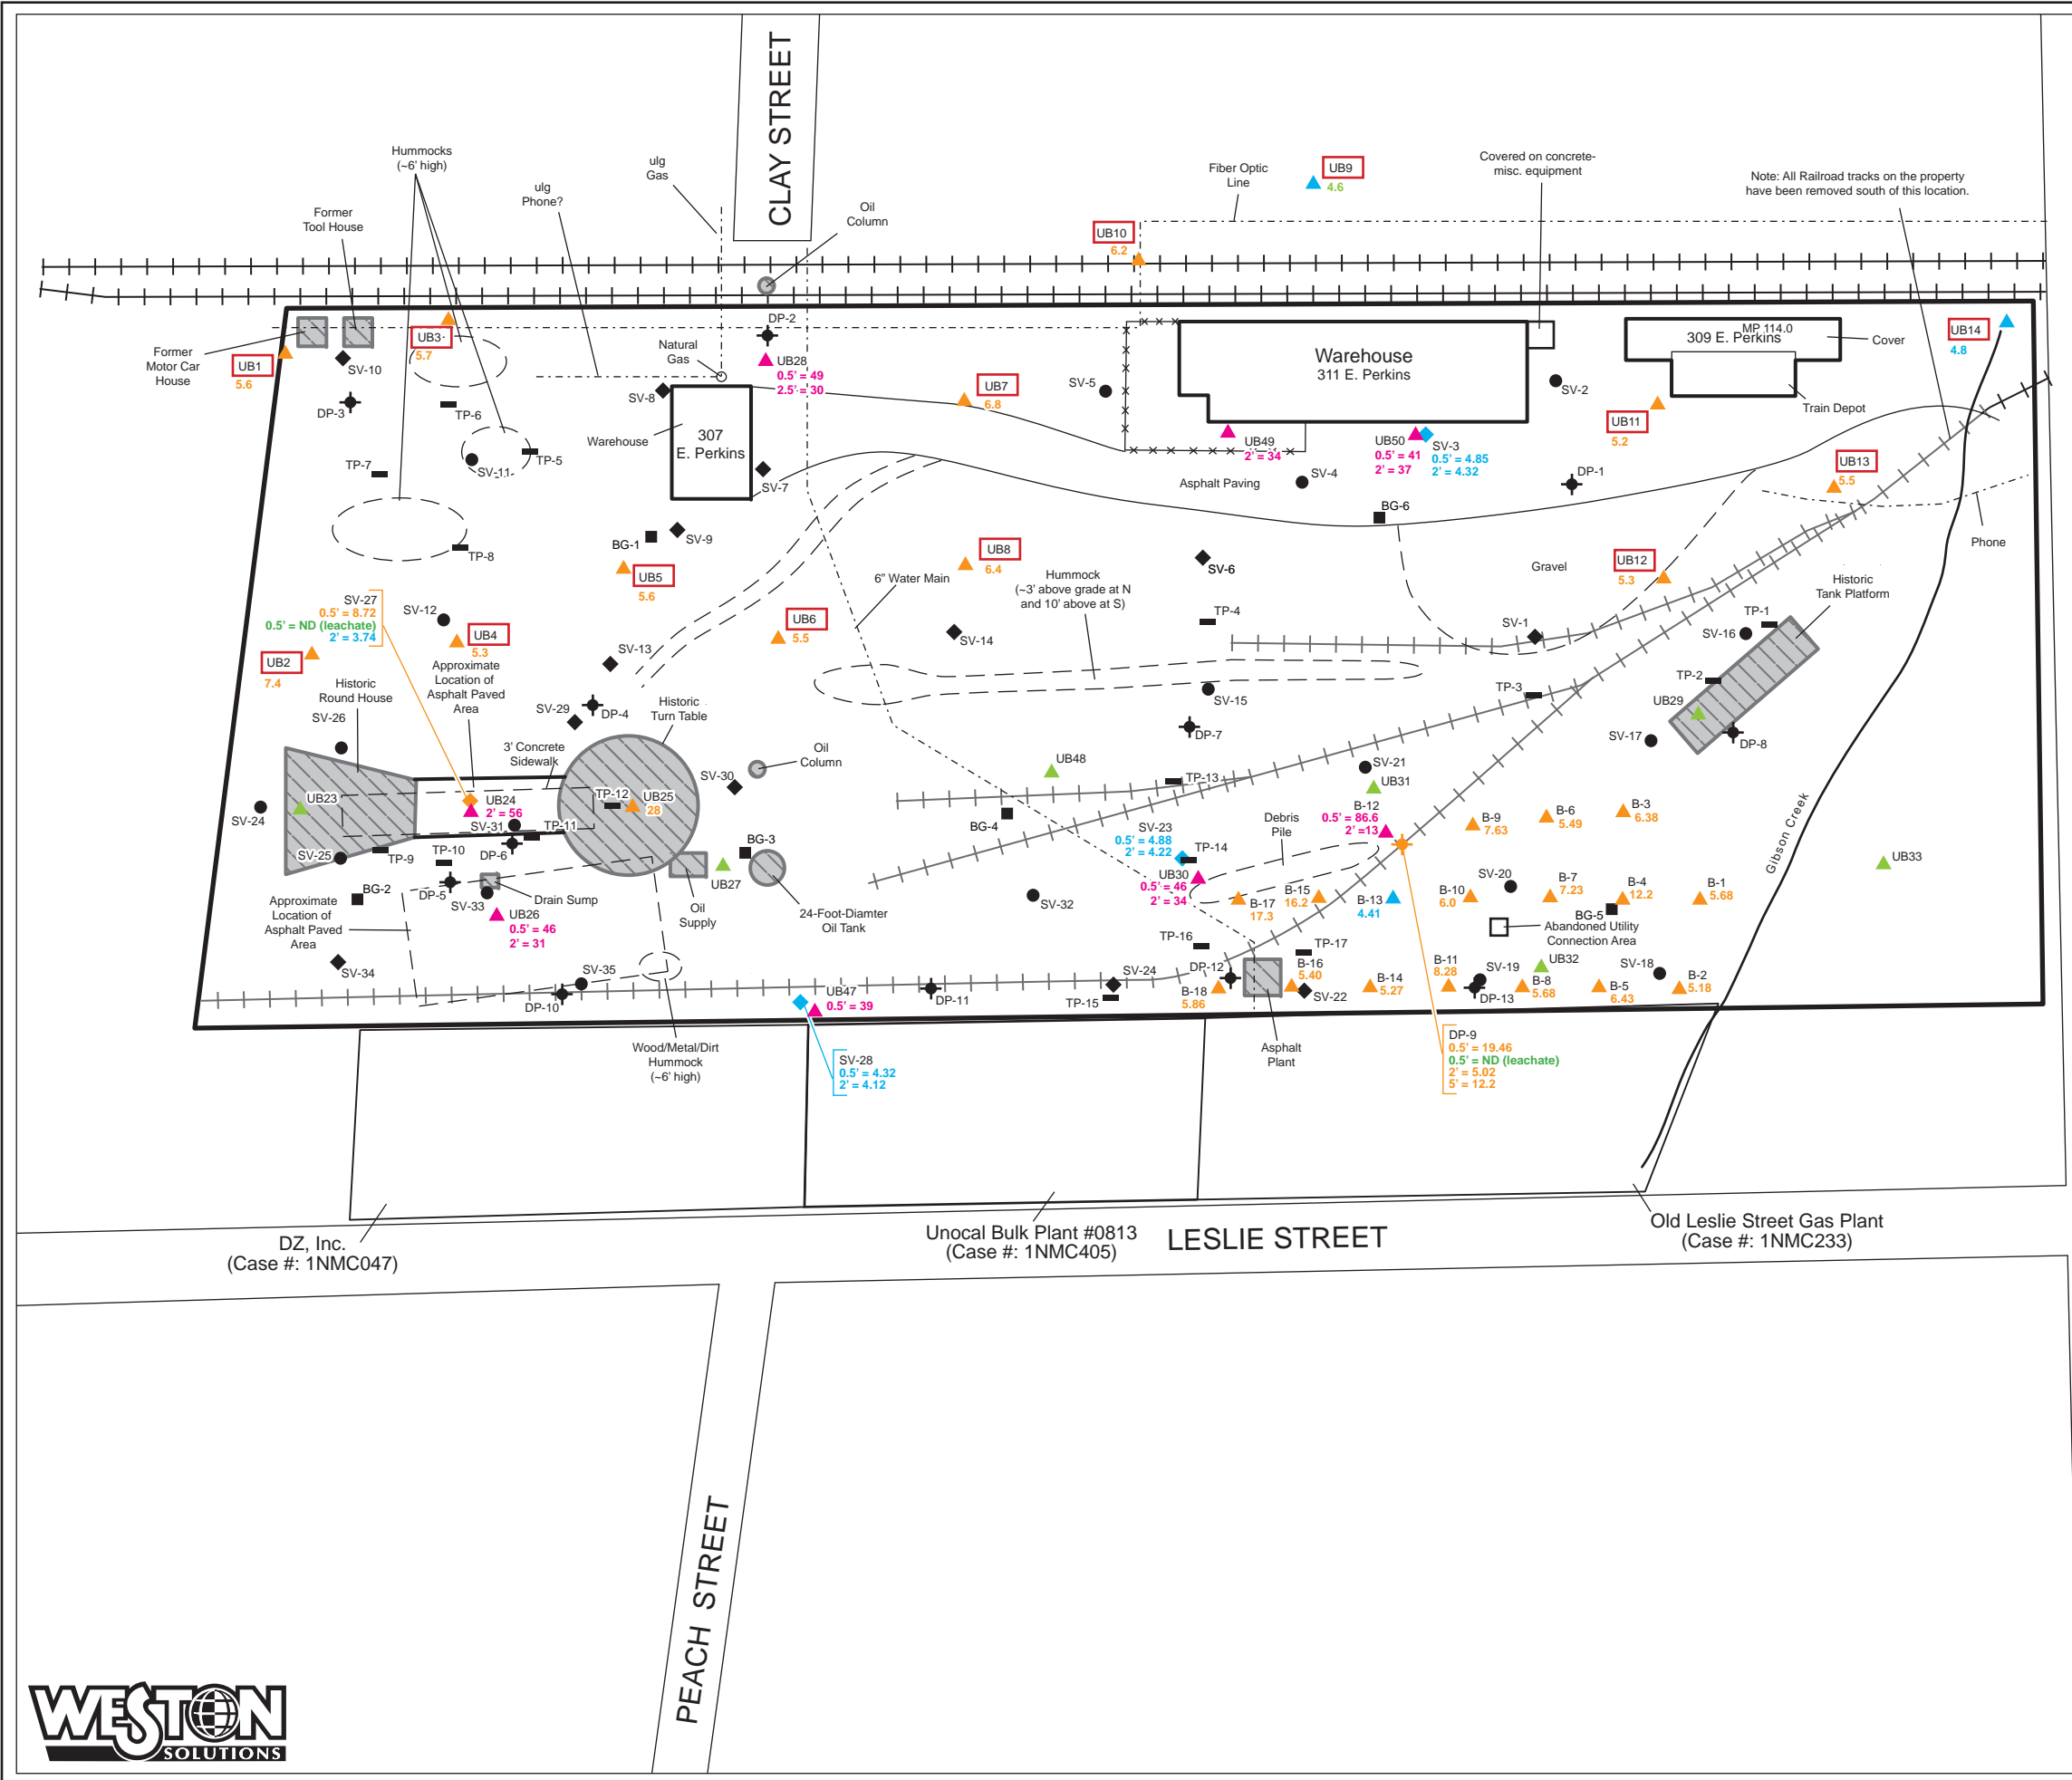 CLAY STREET
Hummocks
(~6' high)
ulg
Gas
ulg
Phone?
Former
Tool House
Oil
Column
Fiber Optic
Line
UB9
4.6
Covered on concrete-
misc. equipment
Note: All Railroad tracks on the property
have been removed south of this location.
UB10
6.2
Former
Motor Car
House
UB1
5.6
SV-10
DP-3
UB3
5.7
TP-6
TP-7
SV-11
TP-5
TP-8
DP-2
Natural
Gas
UB28
0.5' = 49
2.5' = 30
SV-8
Warehouse
307
E. Perkins
SV-7
UB7
6.8
SV-5
Warehouse
311 E. Perkins
SV-2
MP 114.0
309 E. Perkins
Cover
Train Depot
UB14
4.8
UB11
5.2
UB49
2' = 34
UB50
0.5' = 41
2' = 37
SV-3
0.5' = 4.85
2' = 4.32
Asphalt Paving
SV-4
DP-1
UB13
5.5
BG-6
BG-1
SV-9
UB5
5.6
UB8
6.4
SV-6
Gravel
UB12
5.3
Phone
6" Water Main
Hummock
(~3' above grade at N
and 10' above at S)
Historic
Tank Platform
SV-27
0.5' = 8.72
0.5' = ND (leachate)
2' = 3.74
SV-12
UB4
5.3
UB2
7.4
UB6
5.5
SV-14
TP-4
SV-1
TP-1
SV-16
Approximate
Location of
Asphalt Paved
Area
SV-13
Historic
Round House
SV-26
SV-29
DP-4
Historic
Turn Table
SV-15
TP-3
TP-2
UB29
DP-7
SV-17
DP-8
3' Concrete
Sidewalk
Oil
Column
SV-30
UB48
TP-13
SV-21
UB31
UB23
SV-24
UB24
2' = 56
TP-12
UB25
28
SV-31
TP-11
DP-6
SV-25
TP-9
TP-10
BG-3
UB27
BG-4
SV-23
0.5' = 4.88
2' = 4.22
TP-14
Debris
Pile
B-12
0.5' = 86.6
2' =13
B-9
7.63
B-6
5.49
B-3
6.38
Gibson Creek
UB33
BG-2
DP-5
SV-33
Drain Sump
UB26
0.5' = 46
2' = 31
Oil
Supply
24-Foot-Diamter
Oil Tank
SV-32
UB30
0.5' = 46
2' = 34
B-17
17.3
B-15
16.2
B-13
4.41
B-10
6.0
SV-20
B-7
7.23
B-4
12.2
B-1
5.68
BG-5
Abandoned Utility
Connection Area
Approximate
Location of
Asphalt Paved
Area
SV-34
SV-35
DP-10
UB47
0.5' = 39
DP-11
SV-24
TP-15
TP-16
DP-12
B-18
5.86
TP-17
B-16
5.40
SV-22
B-14
5.27
B-11
8.28
SV-19
DP-13
UB32
B-8
5.68
B-5
6.43
SV-18
B-2
5.18
Wood/Metal/Dirt
Hummock
(~6' high)
SV-28
0.5' = 4.32
2' = 4.12
Asphalt
Plant
DP-9
0.5' = 19.46
0.5' = ND (leachate)
2' = 5.02
5' = 12.2
DZ, Inc.
(Case #: 1NMC047)
Unocal Bulk Plant #0813
(Case #: 1NMC405)
LESLIE STREET
Old Leslie Street Gas Plant
(Case #: 1NMC233)
PEACH STREET
WESTON
SOLUTIONS